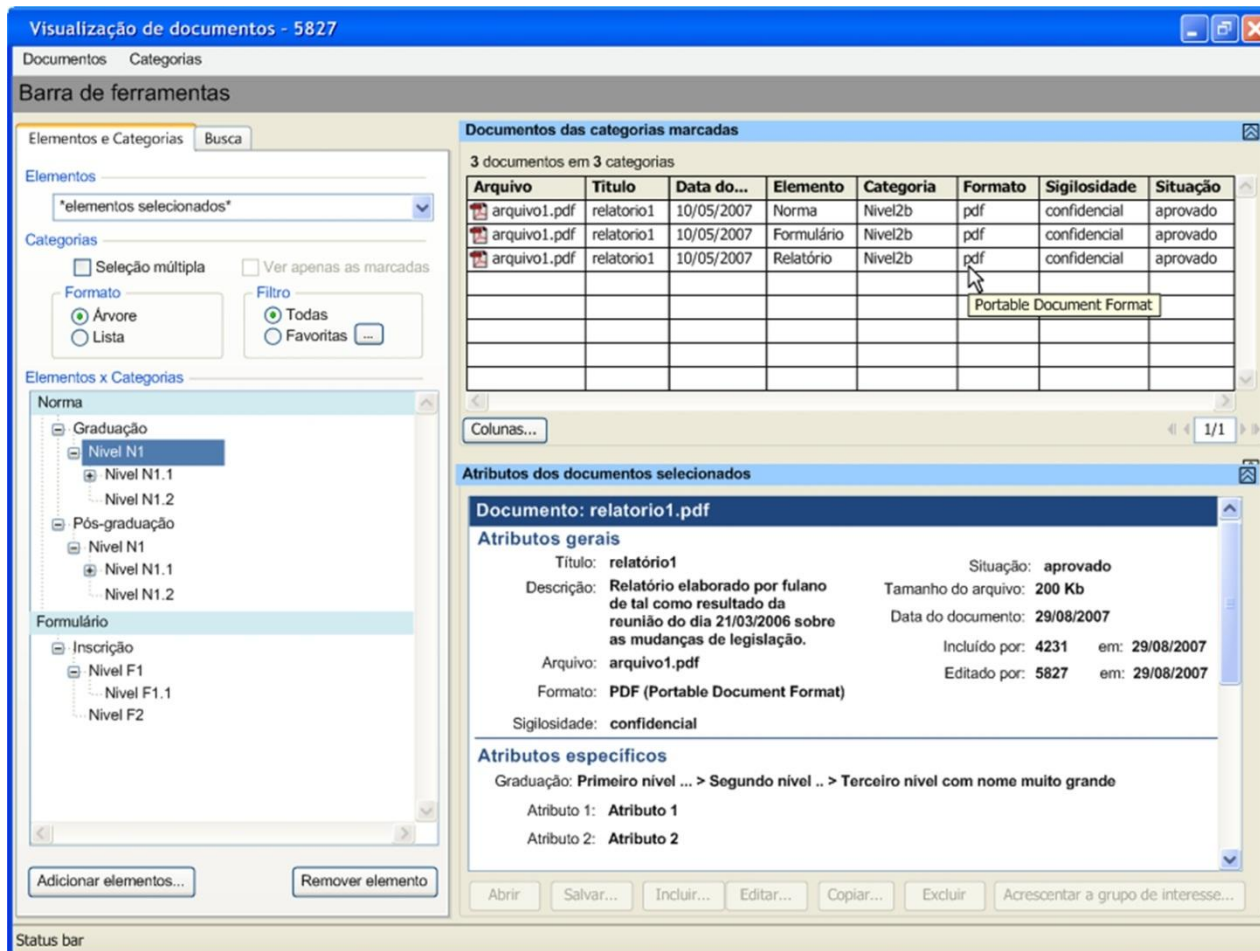 Visualização de documentos - 5827
Documentos Categorias
Barra de ferramentas
Elementos e Categorias Busca
Elementos
*elementos selecionados*
Categorias
Seleção múltipla Ver apenas as marcadas
Formato
Árvore
Lista
Filtro
Todas
Favoritas ...
Elementos x Categorias
Norma
Graduação
Nivel N1
Nivel N1.1
Nivel N1.2
Pós-graduação
Nivel N1
Nivel N1.1
Nivel N1.2
Formulário
Inscrição
Nivel F1
Nivel F1.1
Nivel F2
Adicionar elementos... Remover elemento
Documentos das categorias marcadas
3 documentos em 3 categorias
Arquivo Titulo Data do... Elemento Categoria Formato Sigilosidade Situação
arquivo1.pdf relatorio1 10/05/2007 Norma Nivel2b pdf confidencial aprovado
arquivo1.pdf relatorio1 10/05/2007 Formulário Nivel2b pdf confidencial aprovado
arquivo1.pdf relatorio1 10/05/2007 Relatório Nivel2b pdf confidencial aprovado
Portable Document Format
Colunas... 1/1
Atributos dos documentos selecionados
Documento: relatorio1.pdf
Atributos gerais
Título: relatório1
Descrição: Relatório elaborado por fulano
de tal como resultado da
reunião do dia 21/03/2006 sobre
as mudanças de legislação.
Arquivo: arquivo1.pdf
Formato: PDF (Portable Document Format)
Sigilosidade: confidencial
Situação: aprovado
Tamanho do arquivo: 200 Kb
Data do documento: 29/08/2007
Incluído por: 4231 em: 29/08/2007
Editado por: 5827 em: 29/08/2007
Atributos específicos
Graduação: Primeiro nível ... > Segundo nível .. > Terceiro nível com nome muito grande
Atributo 1: Atributo 1
Atributo 2: Atributo 2
Abrir Salvar... Incluir... Editar... Copiar... Excluir Acrescentar a grupo de interesse...
Status bar